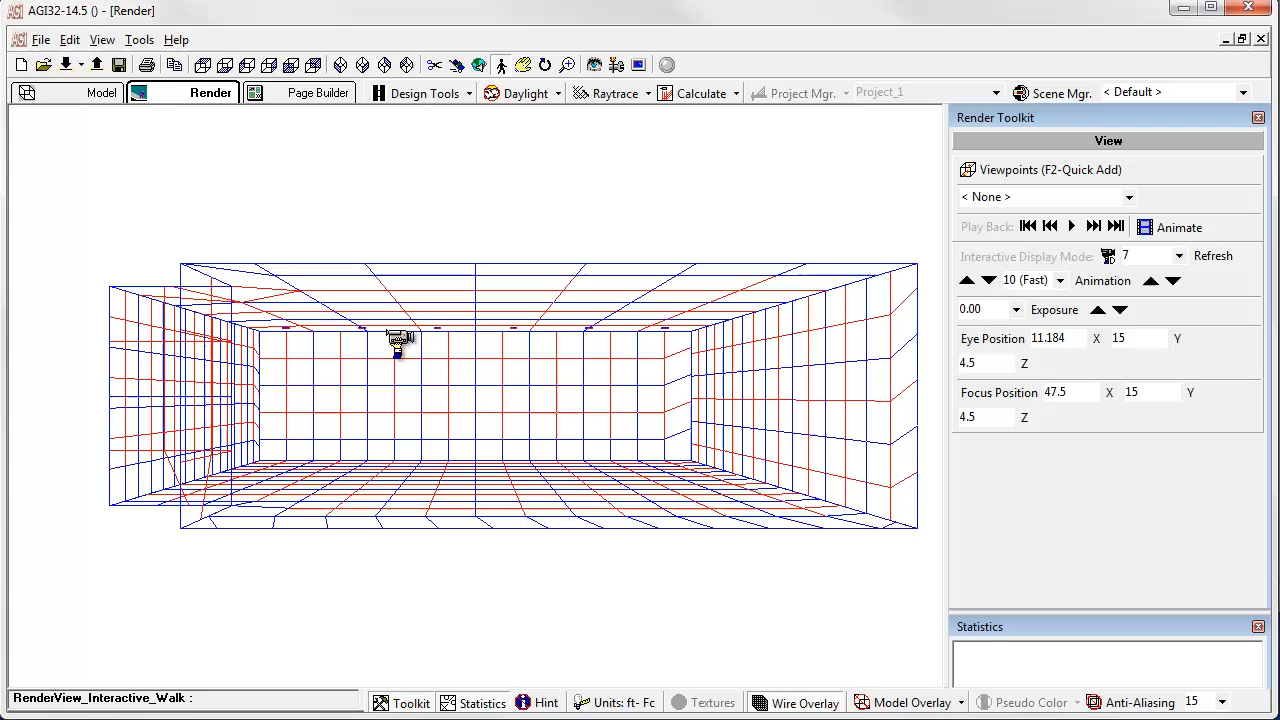 AGI32-14.5 () - [Render]
AGI File Edit View Tools Help
Model Render Page Builder Design Tools Daylight Raytrace Calculate Project Mgr. Project_1 Scene Mgr. < Default >
Render Toolkit
View
Viewpoints (F2-Quick Add)
< None >
Play Back: Animate
Interactive Display Mode: 7 Refresh
10 (Fast) Animation
0.00 Exposure
Eye Position 11.184 X 15 Y
4.5 Z
Focus Position 47.5 X 15 Y
4.5 Z
Statistics
RenderView_Interactive_Walk :
Toolkit Statistics Hint Units: ft- Fc Textures Wire Overlay Model Overlay Pseudo Color Anti-Aliasing 15